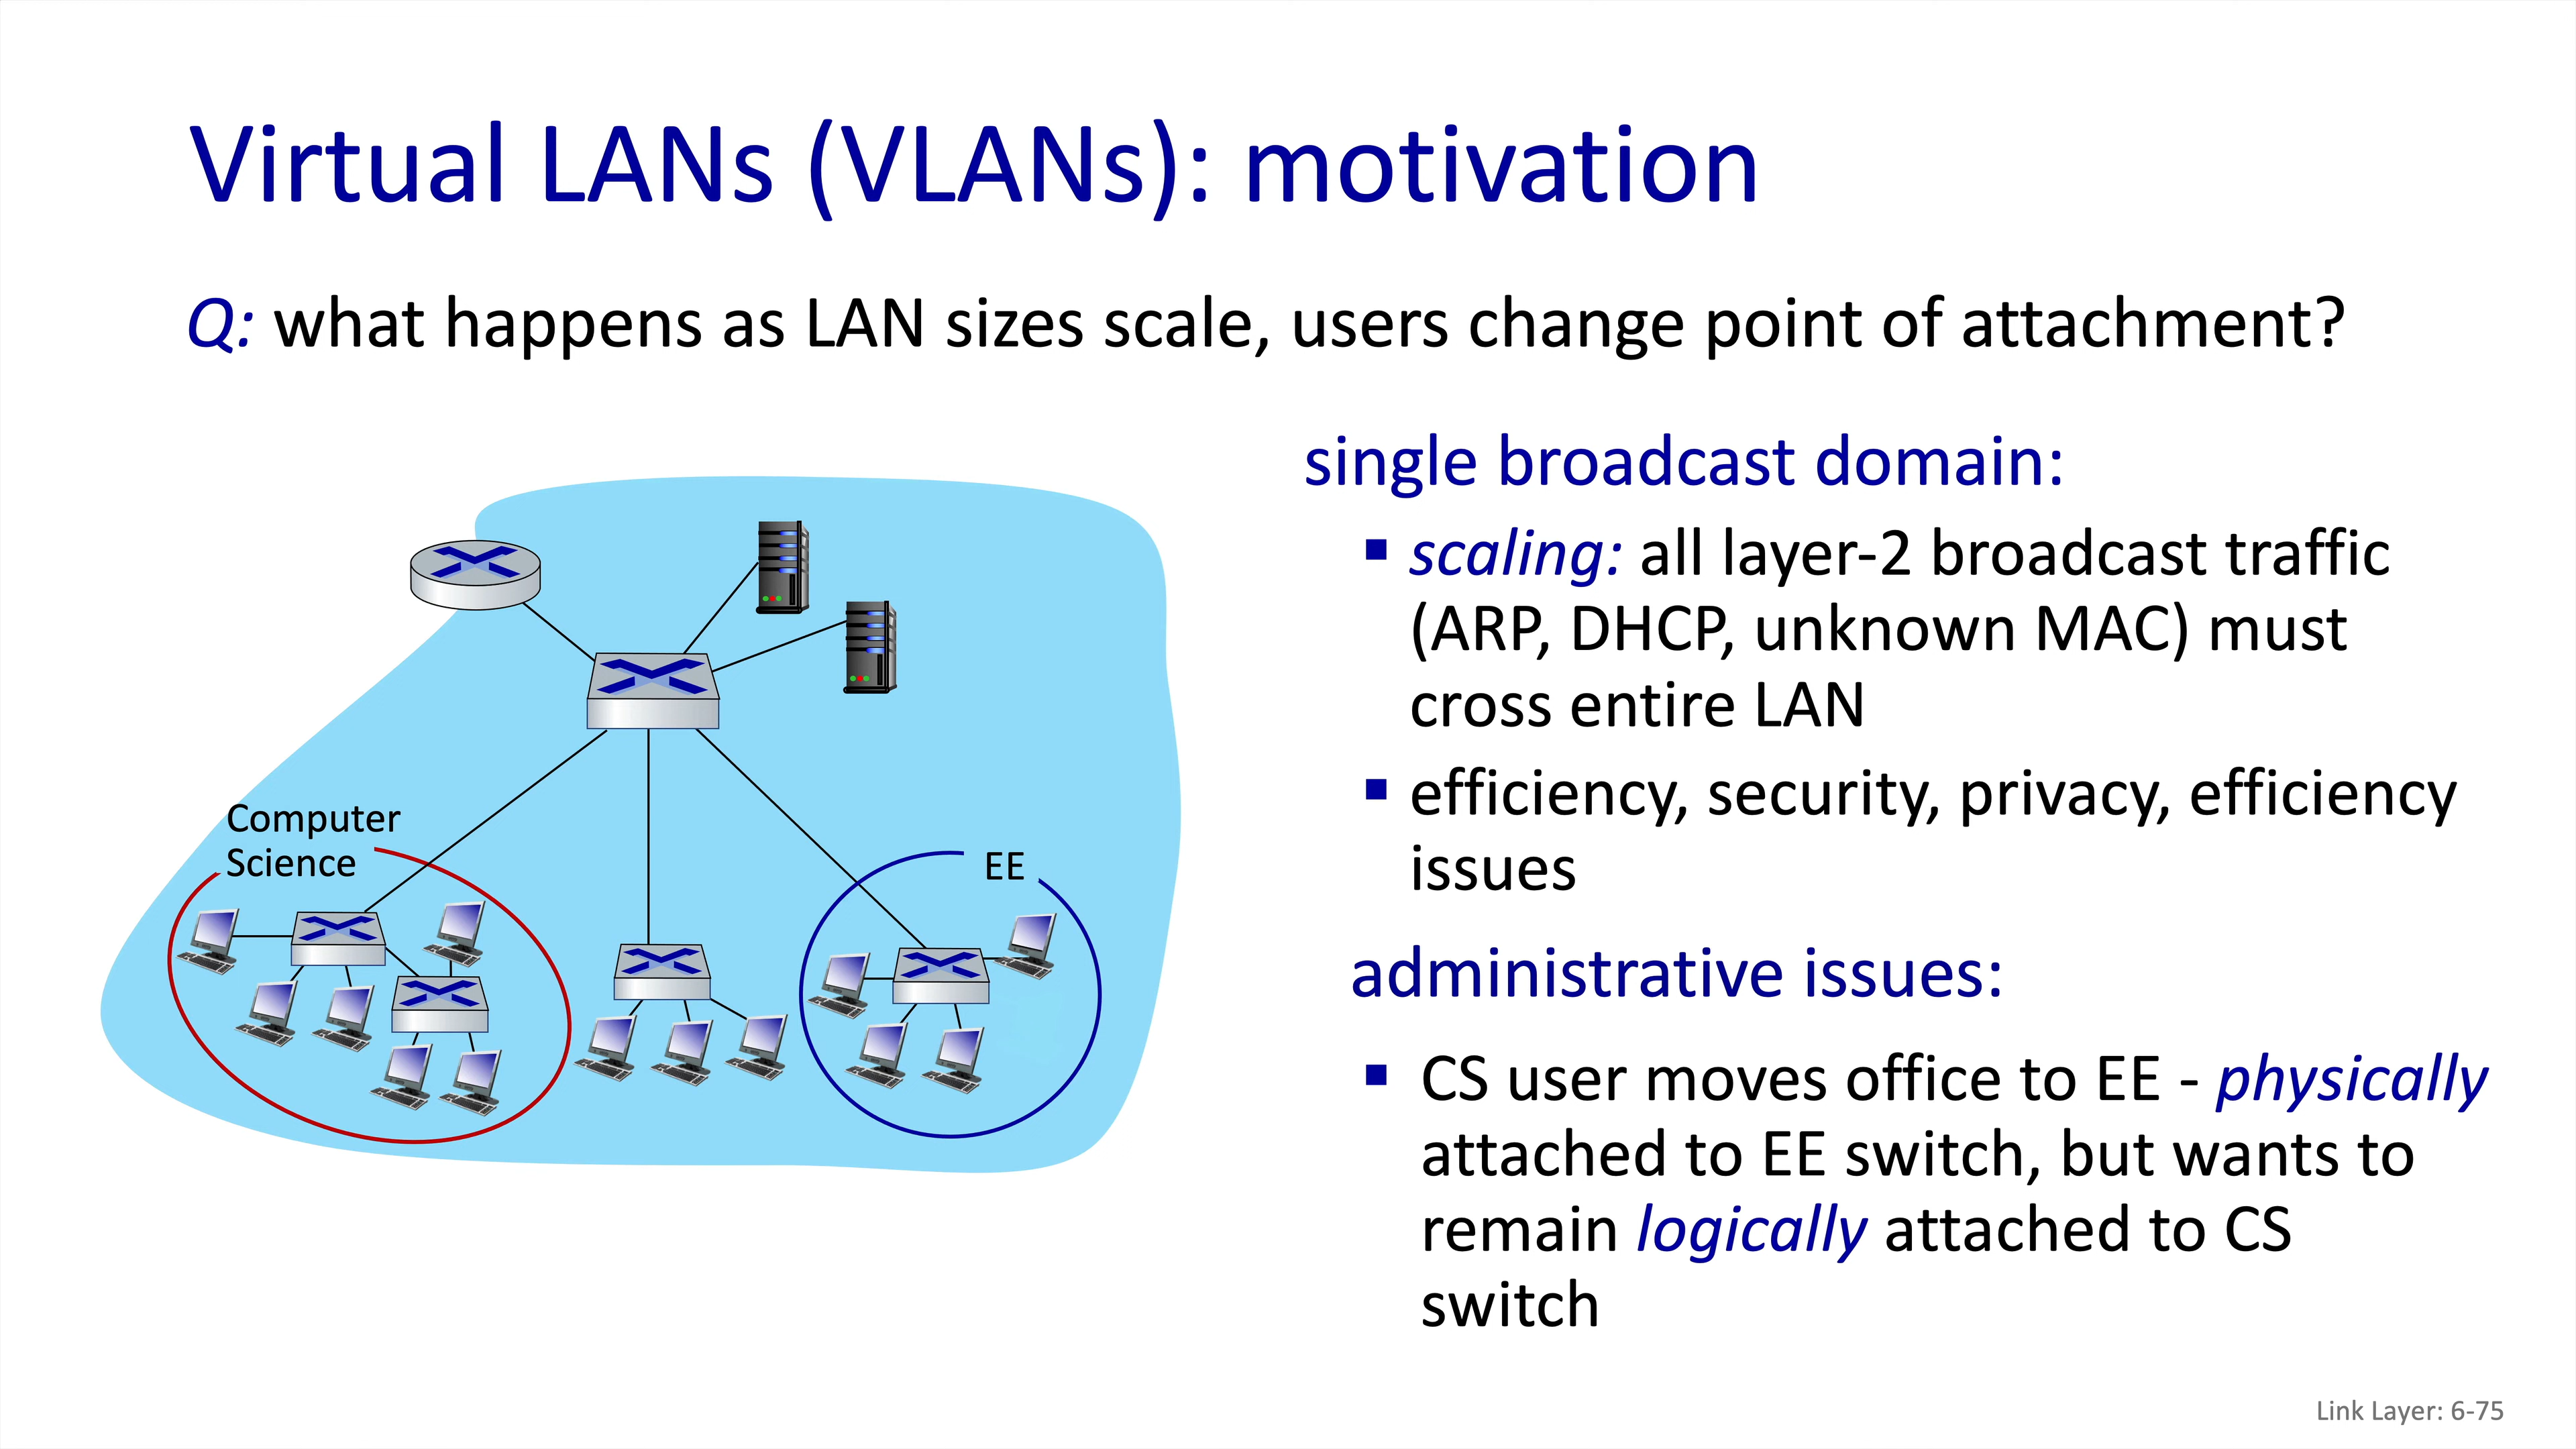 Virtual LANs (VLANs): motivation
Q: what happens as LAN sizes scale, users change point of attachment?
Computer
Science
EE
single broadcast domain:
▪ scaling: all layer-2 broadcast traffic
(ARP, DHCP, unknown MAC) must
cross entire LAN
▪ efficiency, security, privacy, efficiency
issues
administrative issues:
▪ CS user moves office to EE - physically
attached to EE switch, but wants to
remain logically attached to CS
switch
Link Layer: 6-75